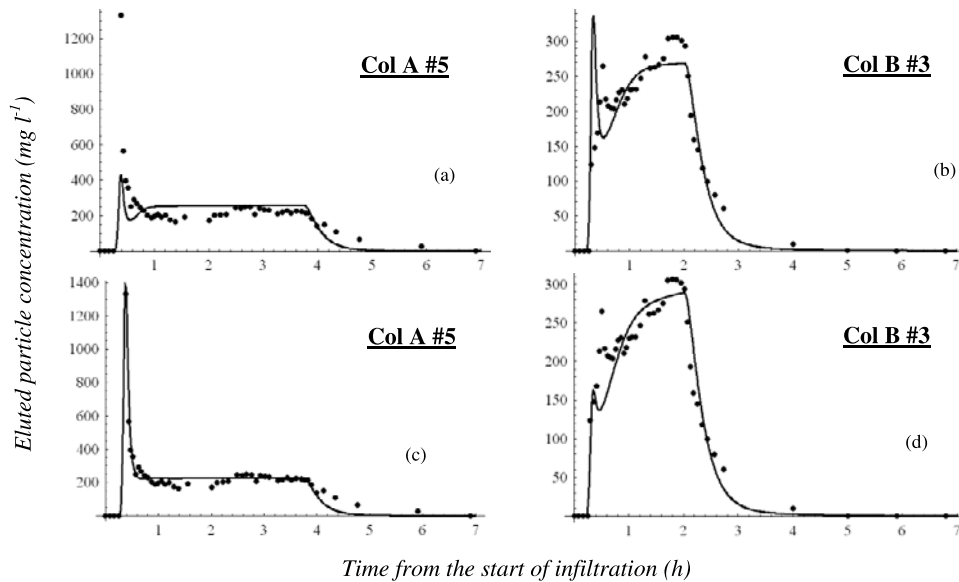 Eluted particle concentration (mg l⁻¹)
1200
1000
800
600
400
200
1 2 3 4 5 6 7
Col A #5
(a)
300
250
200
150
100
50
1 2 3 4 5 6 7
Col B #3
(b)
1400
1200
1000
800
600
400
200
1 2 3 4 5 6 7
Col A #5
(c)
300
250
200
150
100
50
1 2 3 4 5 6 7
Col B #3
(d)
Time from the start of infiltration (h)